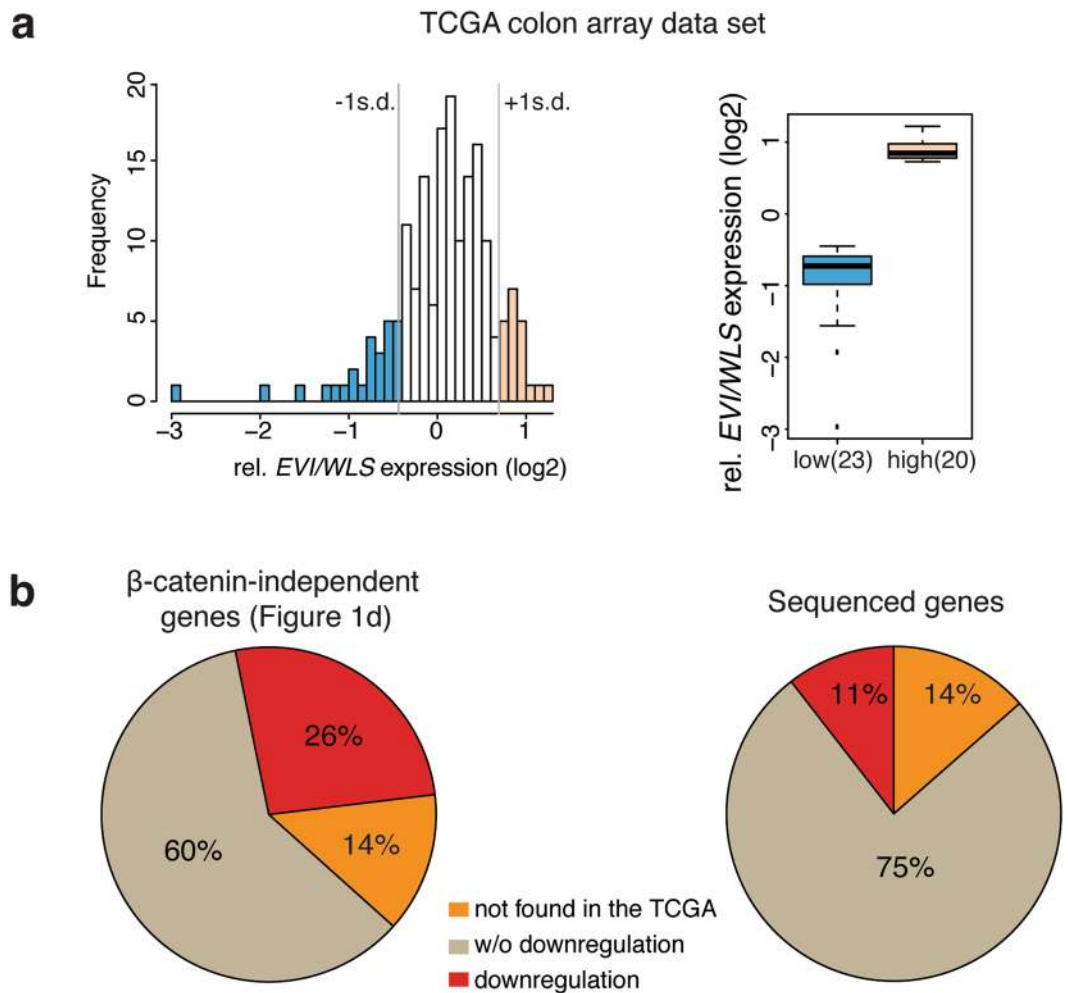 a
TCGA colon array data set
-1s.d.
+1s.d.
Frequency
0
5
10
15
20
-3
-2
-1
0
1
rel. EVI/WLS expression (log2)
rel. EVI/WLS expression (log2)
1
0
-1
-2
-3
low(23)
high(20)
b
β-catenin-independent
genes (Figure 1d)
26%
60%
14%
Sequenced genes
11%
14%
75%
not found in the TCGA
w/o downregulation
downregulation